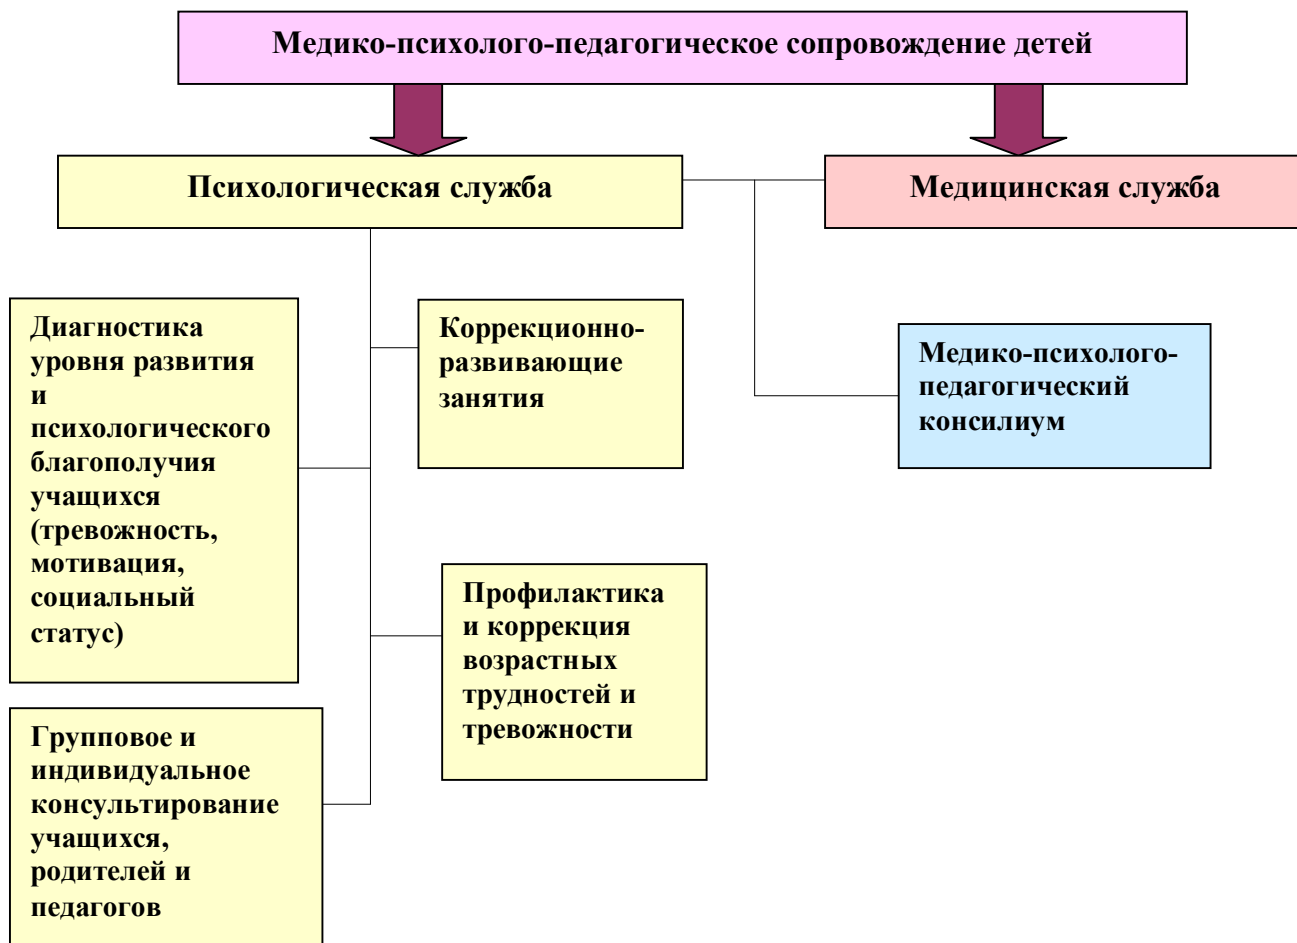 Медико-психолого-педагогическое сопровождение детей
Психологическая служба
Медицинская служба
Диагностика
уровня развития
и
психологического
благополучия
учащихся
(тревожность,
мотивация,
социальный
статус)
Коррекционно-
развивающие
занятия
Медико-психолого-
педагогический
консилиум
Профилактика
и коррекция
возрастных
трудностей и
тревожности
Групповое и
индивидуальное
консультирование
учащихся,
родителей и
педагогов